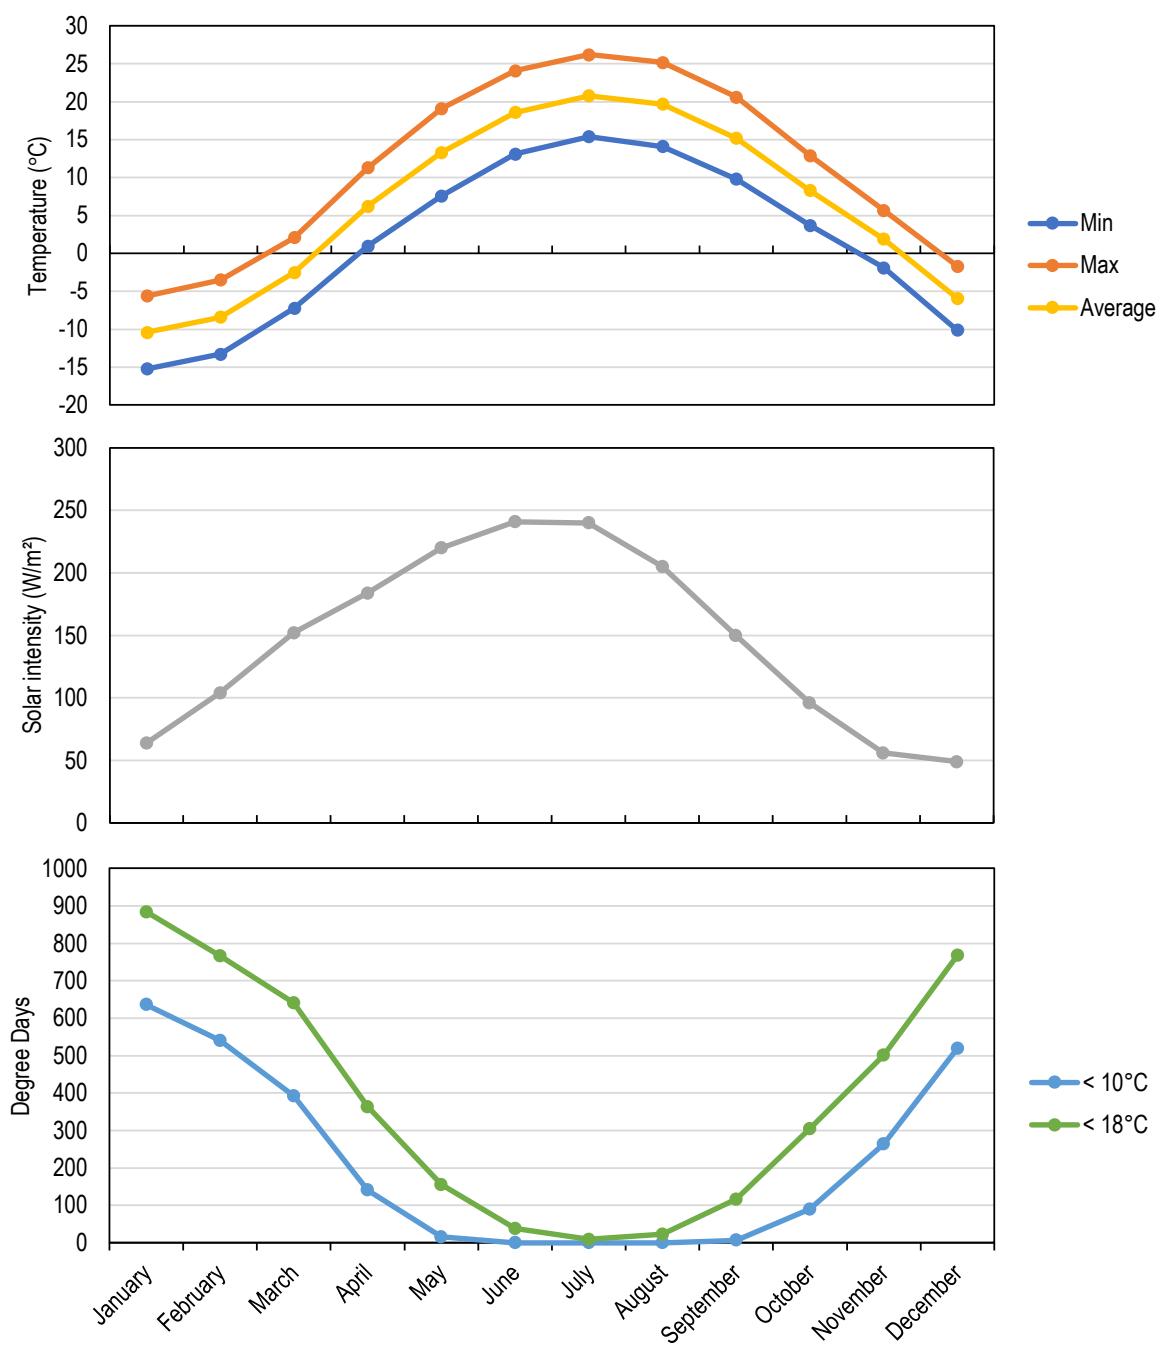 30
25
20
15
10
5
0
-5
-10
-15
-20
Temperature (°C)
Min
Max
Average
300
250
200
150
100
50
0
Solar intensity (W/m²)
1000
900
800
700
600
500
400
300
200
100
0
Degree Days
< 10°C
< 18°C
January
February
March
April
May
June
July
August
September
October
November
December